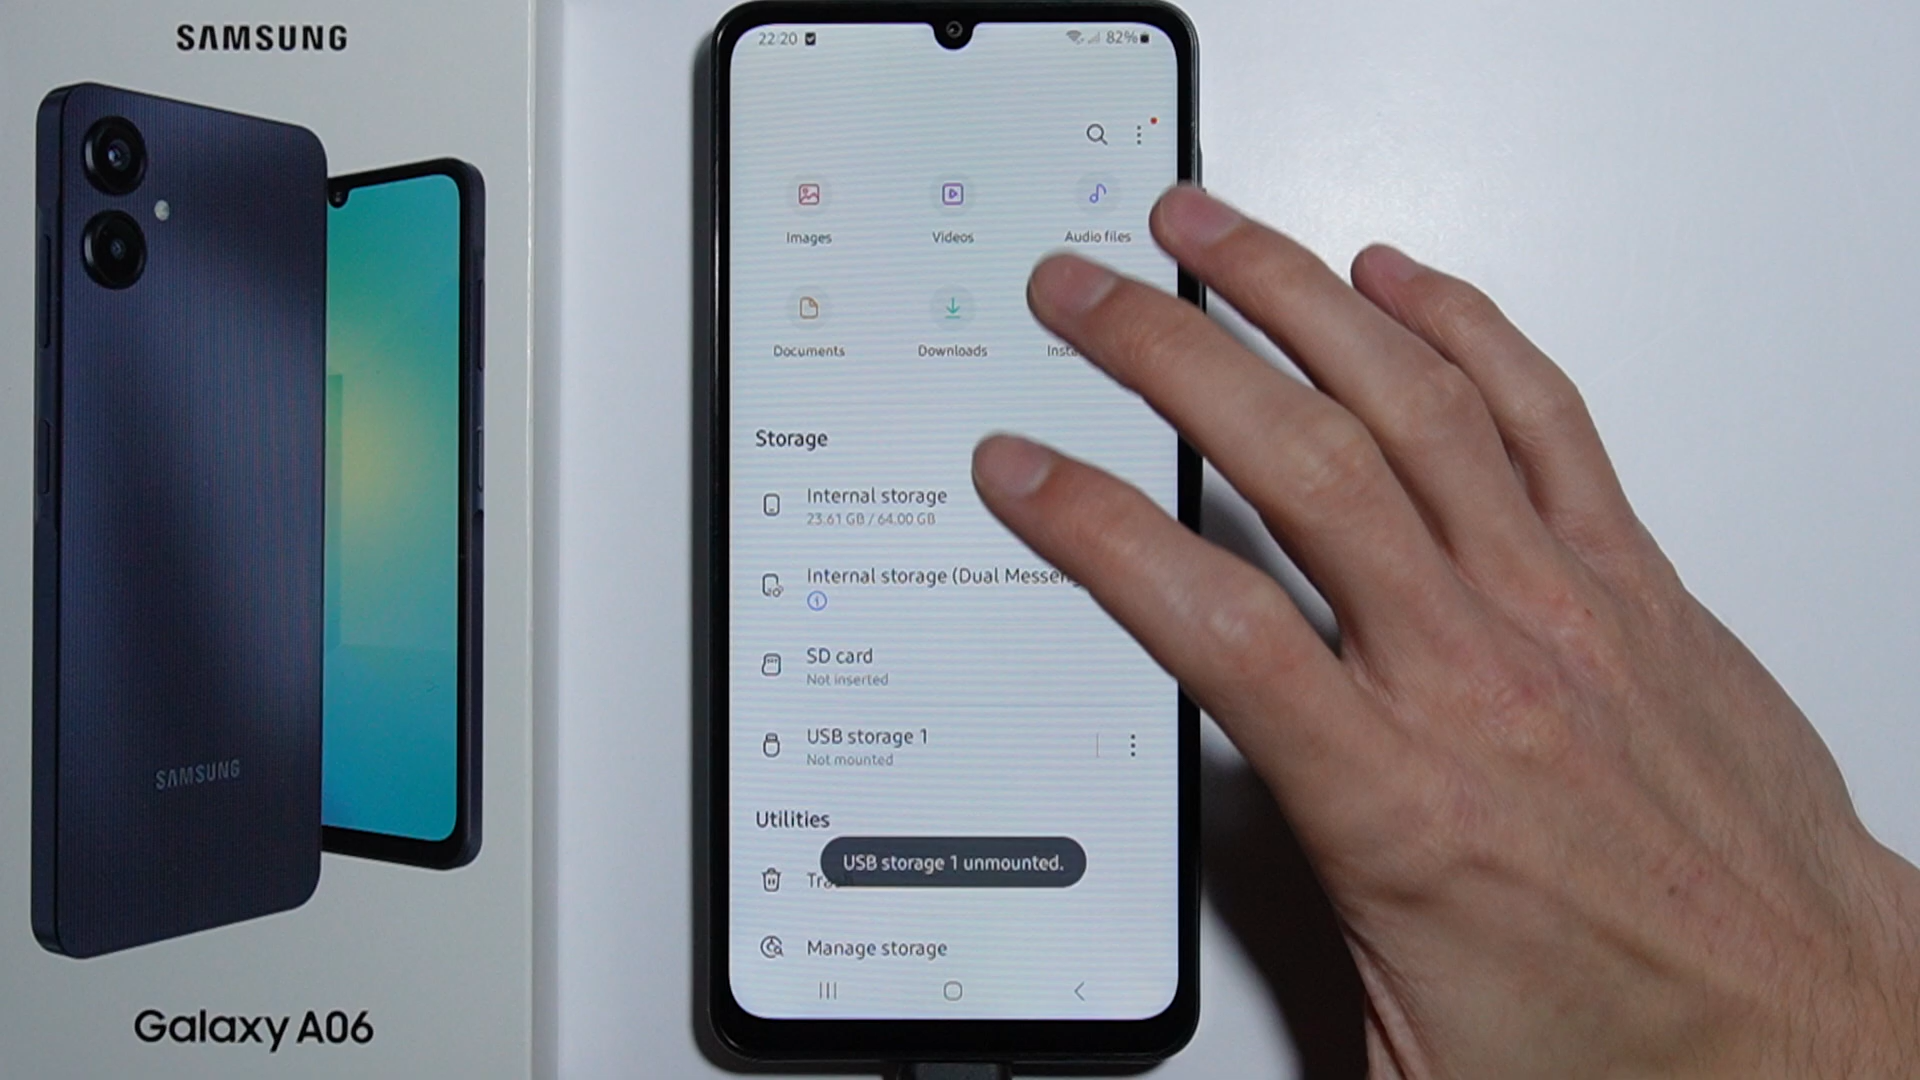 SAMSUNG
SAMSUNG
Galaxy A06
22:20
82%
Images
Videos
Audio files
Documents
Downloads
Storage
Internal storage
23.61 GB / 64.00 GB
Internal storage (Dual
SD card
Not inserted
USB storage 1
Not mounted
Utilities
USB storage 1 unmounted.
Manage storage